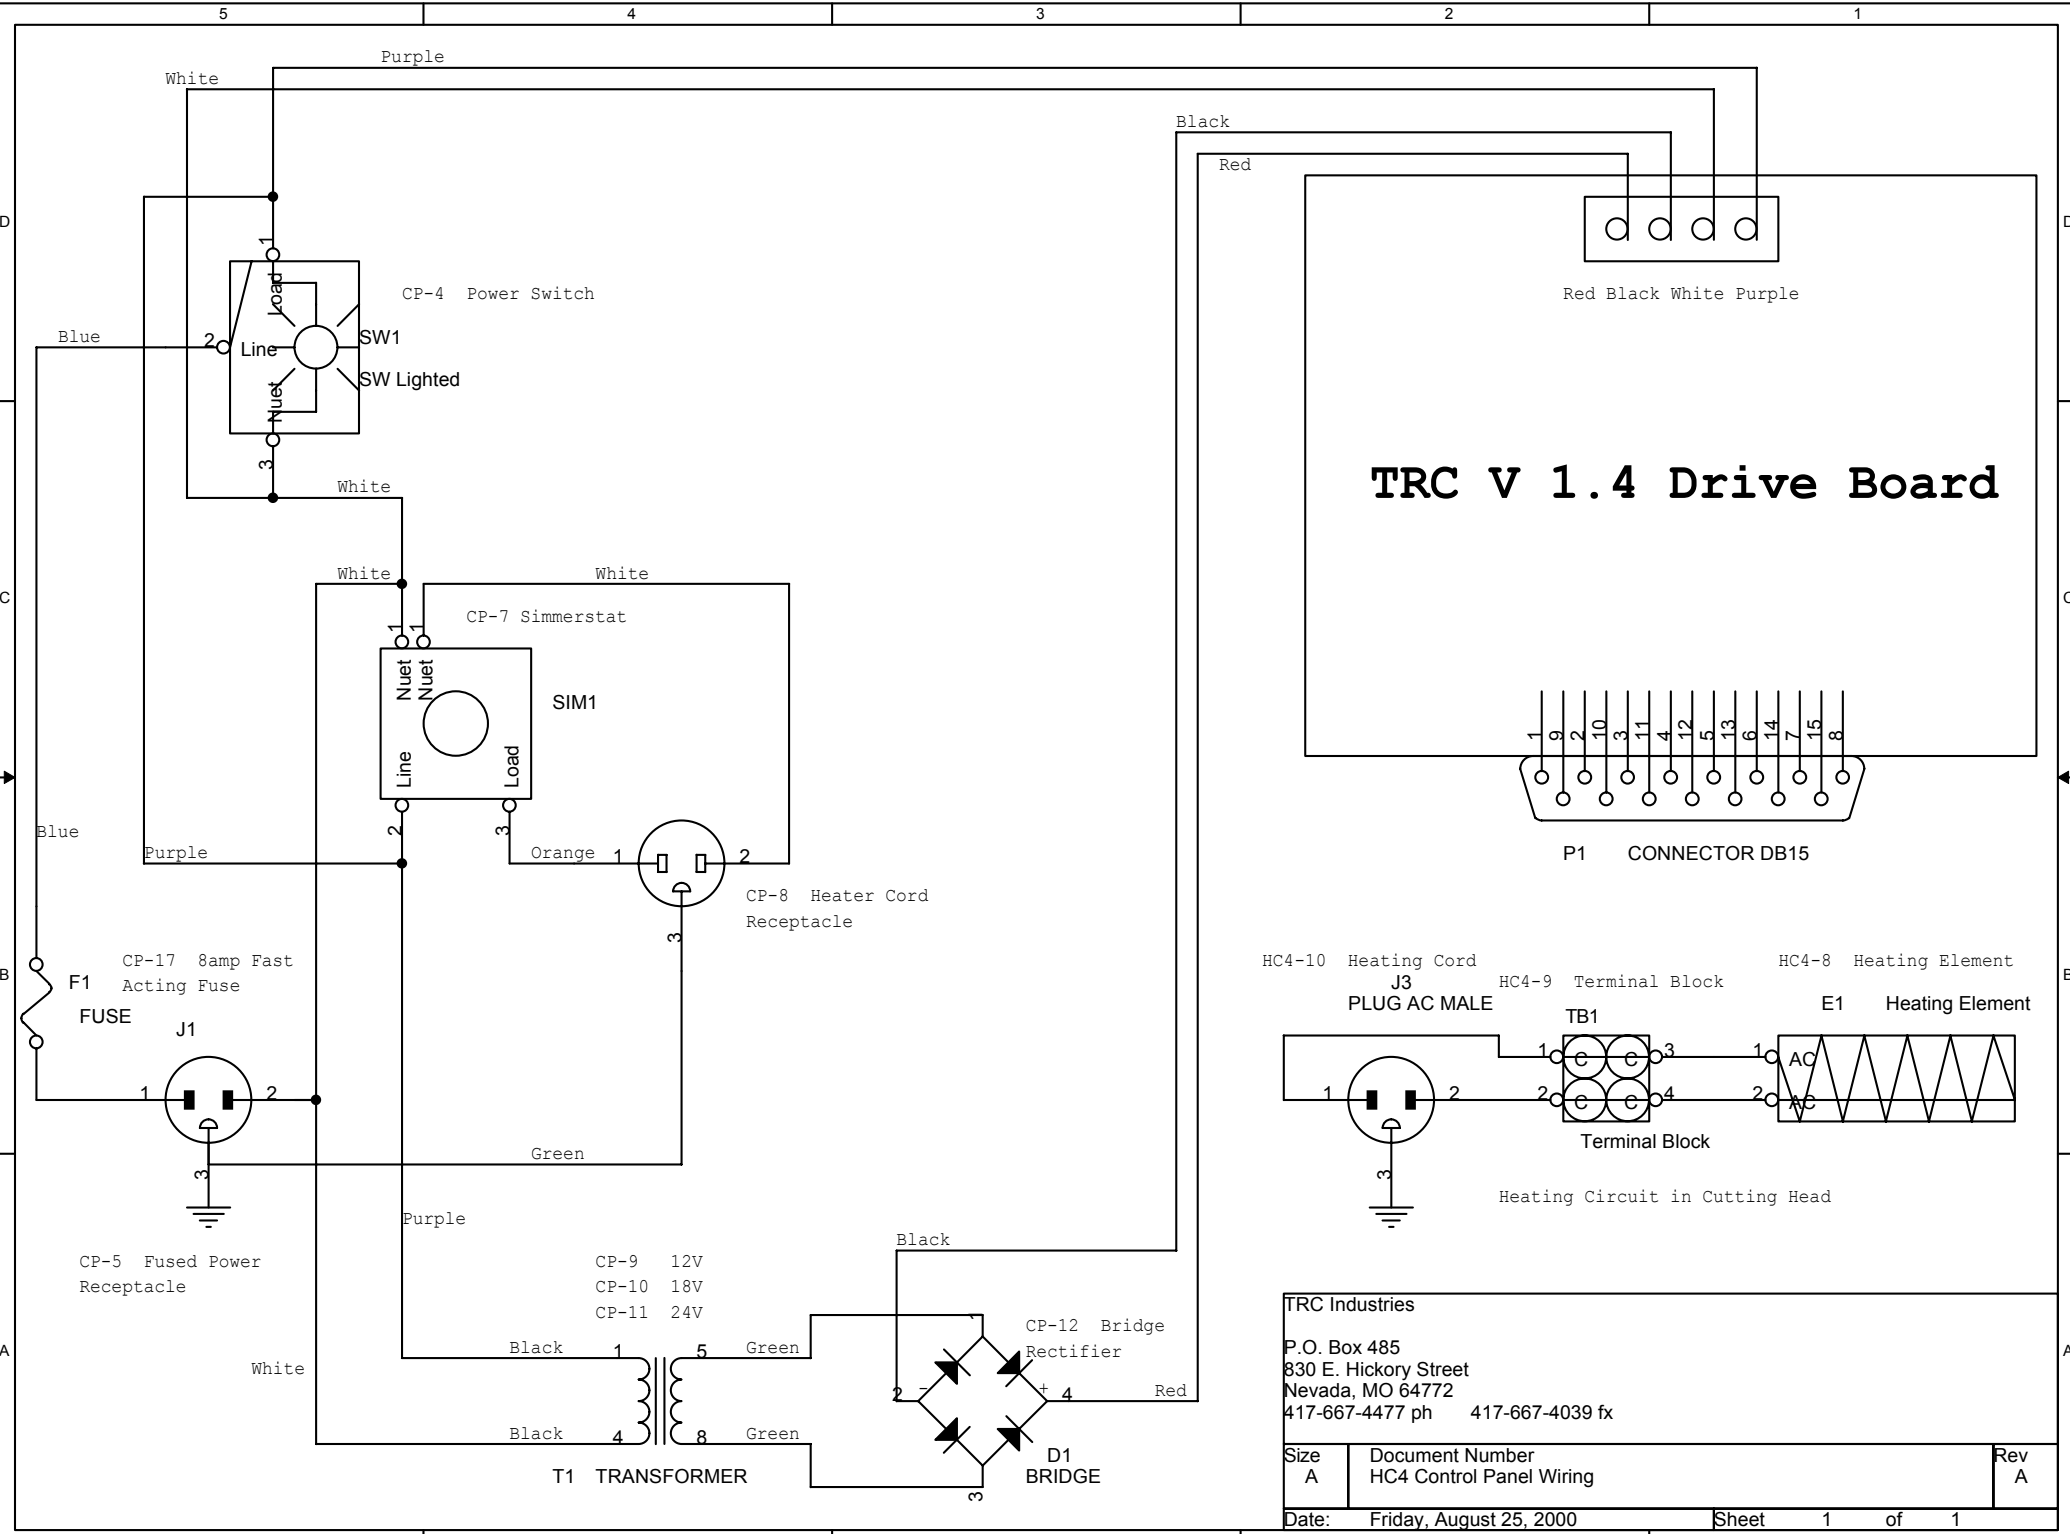 5 4 3 2 1
Purple
White
Black
Red
D D
1
Load
CP-4 Power Switch
Red Black White Purple
Blue
2
Line
SW1
SW Lighted
Nuet
3
White
TRC V 1.4 Drive Board
White
White
C C
CP-7 Simmerstat
1 1
Nuet
Nuet
SIM1
Line
Load
1 9 2 10 3 11 4 12 5 13 6 14 7 15 8
Blue
2
3
Purple
Orange 1
2
P1 CONNECTOR DB15
CP-8 Heater Cord
Receptacle
3
B B
CP-17 8amp Fast
Acting Fuse
F1
FUSE
J1
1 2
3
HC4-10 Heating Cord
J3
PLUG AC MALE
HC4-9 Terminal Block
HC4-8 Heating Element
TB1
E1 Heating Element
1 C C 3 1 AC
1 2 2 C C 4 2 AC
Terminal Block
3
Heating Circuit in Cutting Head
Green
Purple
CP-5 Fused Power
Receptacle
CP-9 12V
CP-10 18V
CP-11 24V
Black
1
CP-12 Bridge
Rectifier
A A
White
Black 1 5 Green
2 - + 4 Red
Black 4 8 Green
T1 TRANSFORMER
D1
BRIDGE
3
TRC Industries
P.O. Box 485
830 E. Hickory Street
Nevada, MO 64772
417-667-4477 ph 417-667-4039 fx
Size Document Number Rev
A HC4 Control Panel Wiring A
Date: Friday, August 25, 2000 Sheet 1 of 1